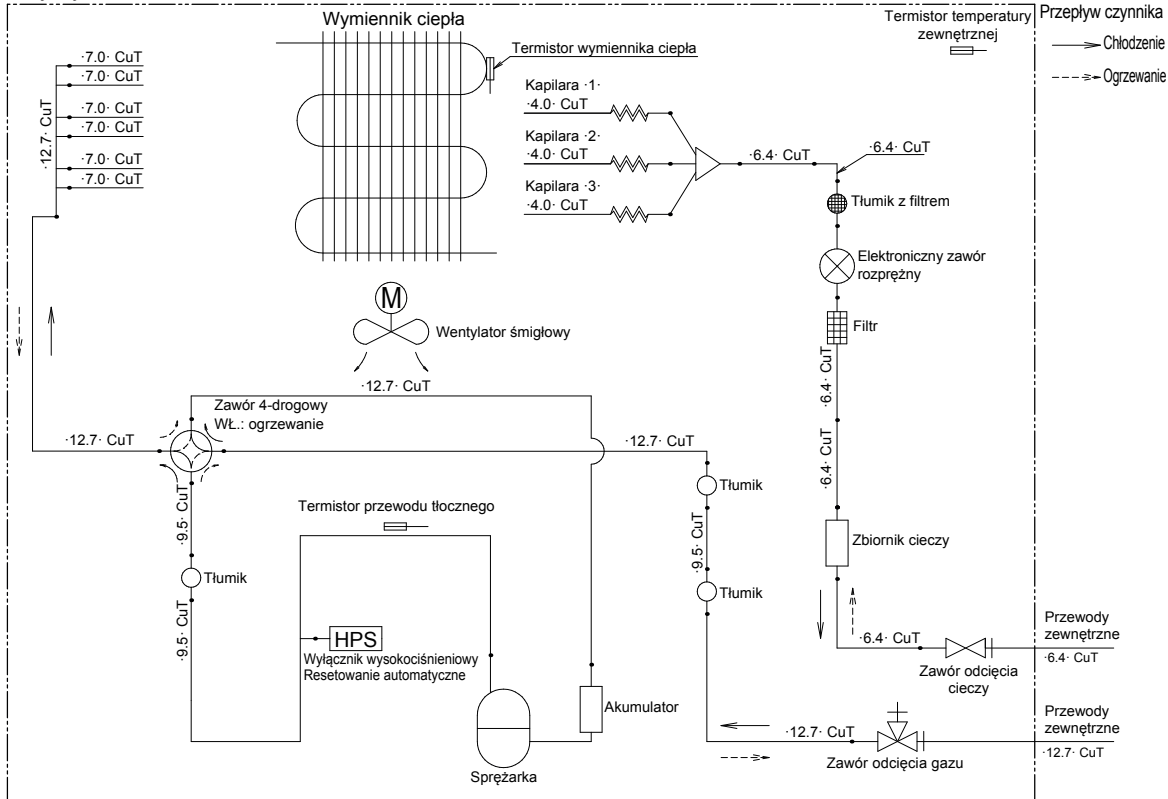 Wymiennik ciepła
Termistor temperatury
zewnętrznej
Przepływ czynnika
Chłodzenie
Ogrzewanie
Termistor wymiennika ciepła
·7.0· CuT
·7.0· CuT
·7.0· CuT
·7.0· CuT
·7.0· CuT
·7.0· CuT
·12.7· CuT
Kapilara ·1·
·4.0· CuT
Kapilara ·2·
·4.0· CuT
Kapilara ·3·
·4.0· CuT
·6.4· CuT
·6.4· CuT
Tłumik z filtrem
Elektroniczny zawór
rozprężny
Filtr
M
Wentylator śmigłowy
·6.4· CuT
·12.7· CuT
Zawór 4-drogowy
WŁ.: ogrzewanie
·12.7· CuT
·12.7· CuT
·6.4· CuT
Tłumik
Termistor przewodu tłocznego
·9.5· CuT
Zbiornik cieczy
·9.5· CuT
Tłumik
Tłumik
·9.5· CuT
HPS
Wyłącznik wysokociśnieniowy
Resetowanie automatyczne
Przewody
zewnętrzne
·6.4· CuT
·6.4· CuT
Zawór odcięcia
cieczy
Akumulator
Przewody
zewnętrzne
·12.7· CuT
·12.7· CuT
Zawór odcięcia gazu
Sprężarka